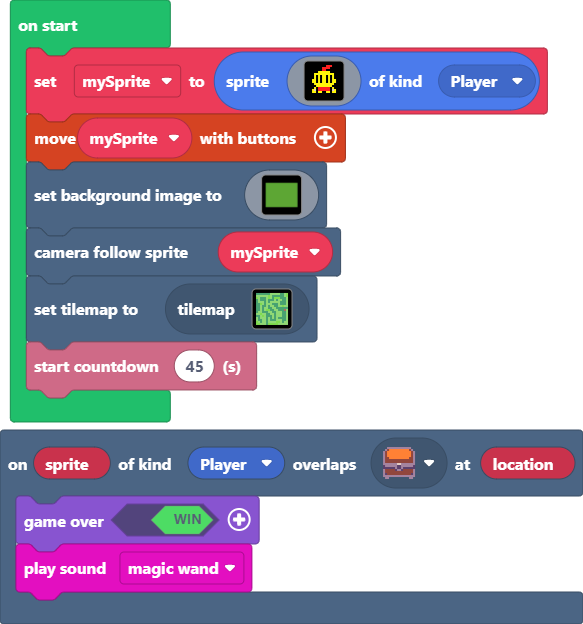 on start
set mySprite to sprite of kind Player
move mySprite with buttons
set background image to
camera follow sprite mySprite
set tilemap to tilemap
start countdown 45 (s)
on sprite of kind Player overlaps at location
game over WIN
play sound magic wand